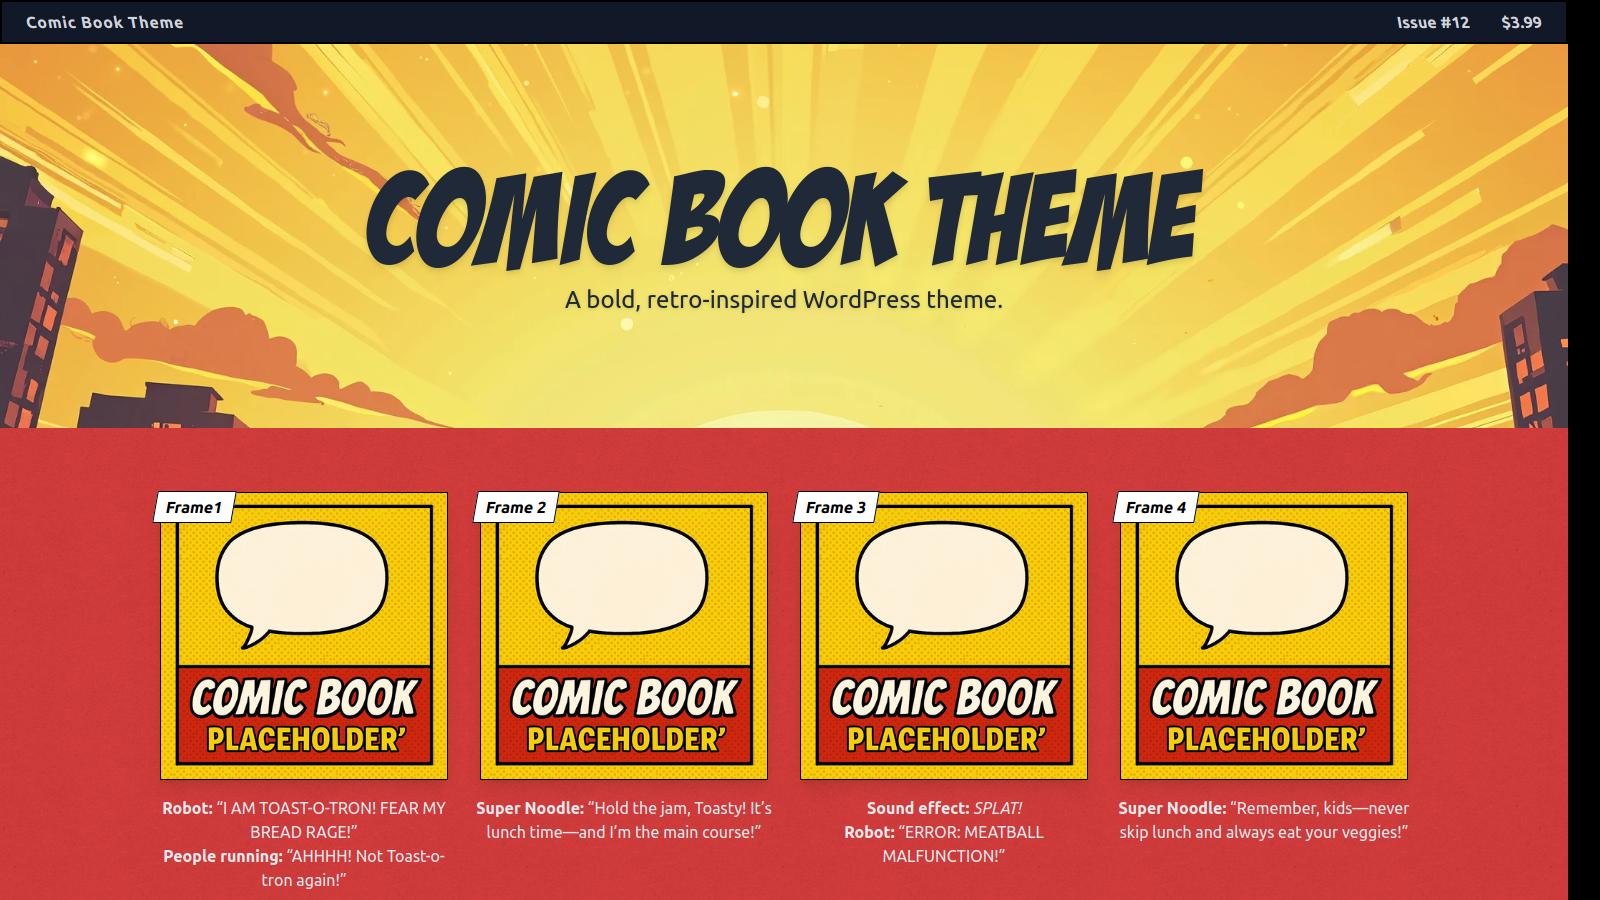 Comic Book Theme
Issue #12
$3.99
COMIC BOOK THEME
A bold, retro-inspired WordPress theme.
Frame1
COMIC BOOK
PLACEHOLDER’
Robot: “I AM TOAST-O-TRON! FEAR MY
BREAD RAGE!”
People running: “AHHHH! Not Toast-o-
tron again!”
Frame 2
COMIC BOOK
PLACEHOLDER’
Super Noodle: “Hold the jam, Toasty! It’s
lunch time—and I’m the main course!”
Frame 3
COMIC BOOK
PLACEHOLDER’
Sound effect: SPLAT!
Robot: “ERROR: MEATBALL
MALFUNCTION!”
Frame 4
COMIC BOOK
PLACEHOLDER’
Super Noodle: “Remember, kids—never
skip lunch and always eat your veggies!”